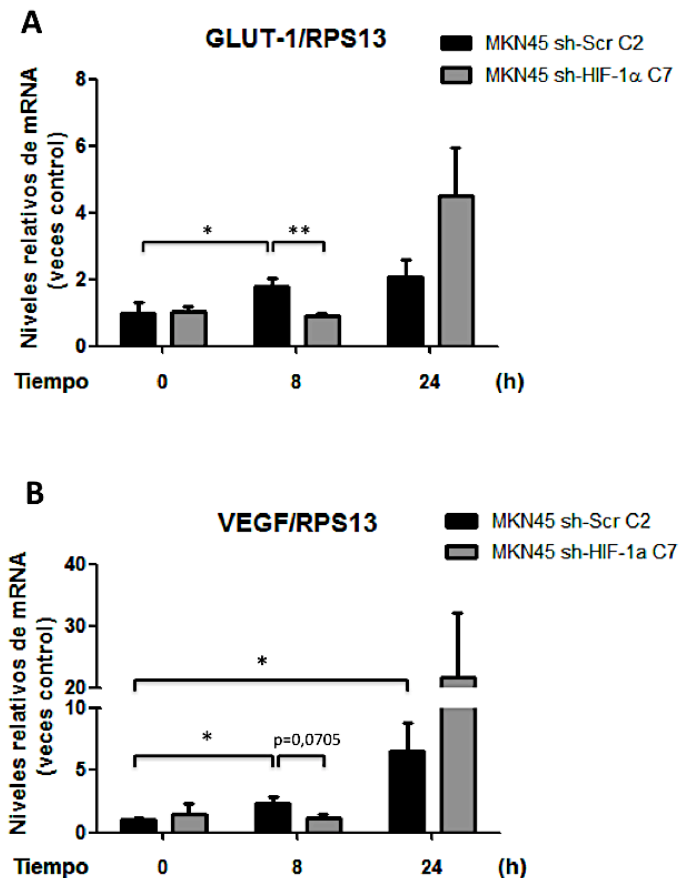 A
GLUT-1/RPS13
MKN45 sh-Scr C2
MKN45 sh-HIF-1α C7
Niveles relativos de mRNA
(veces control)
8
6
4
2
0
*
**
Tiempo 0 8 24 (h)
B
VEGF/RPS13
MKN45 sh-Scr C2
MKN45 sh-HIF-1a C7
Niveles relativos de mRNA
(veces control)
40
30
20
10
5
0
*
*
p=0,0705
Tiempo 0 8 24 (h)